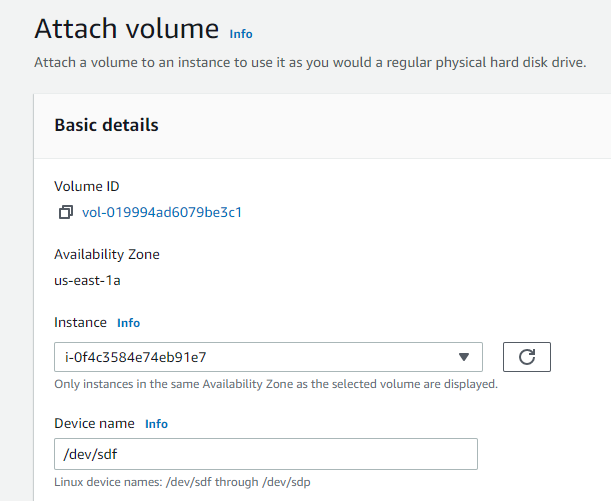 Attach volume Info
Attach a volume to an instance to use it as you would a regular physical hard disk drive.
Basic details
Volume ID
vol-019994ad6079be3c1
Availability Zone
us-east-1a
Instance Info
i-0f4c3584e74eb91e7
Only instances in the same Availability Zone as the selected volume are displayed.
Device name Info
/dev/sdf
Linux device names: /dev/sdf through /dev/sdp